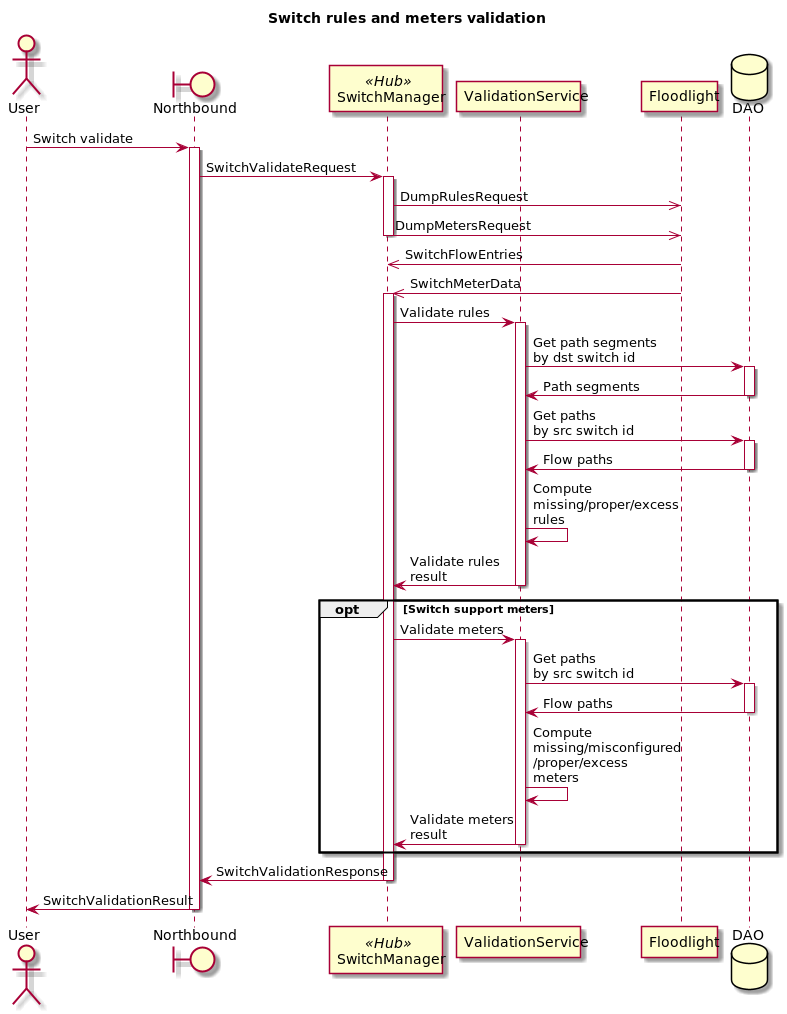 Switch rules and meters validation
User
Northbound
«Hub»
SwitchManager
ValidationService
Floodlight
DAO
Switch validate
SwitchValidateRequest
DumpRulesRequest
DumpMetersRequest
SwitchFlowEntries
SwitchMeterData
Validate rules
Get path segments
by dst switch id
Path segments
Get paths
by src switch id
Flow paths
Compute
missing/proper/excess
rules
Validate rules
result
opt
[Switch support meters]
Validate meters
Get paths
by src switch id
Flow paths
Compute
missing/misconfigured
/proper/excess
meters
Validate meters
result
SwitchValidationResponse
SwitchValidationResult
User
Northbound
«Hub»
SwitchManager
ValidationService
Floodlight
DAO